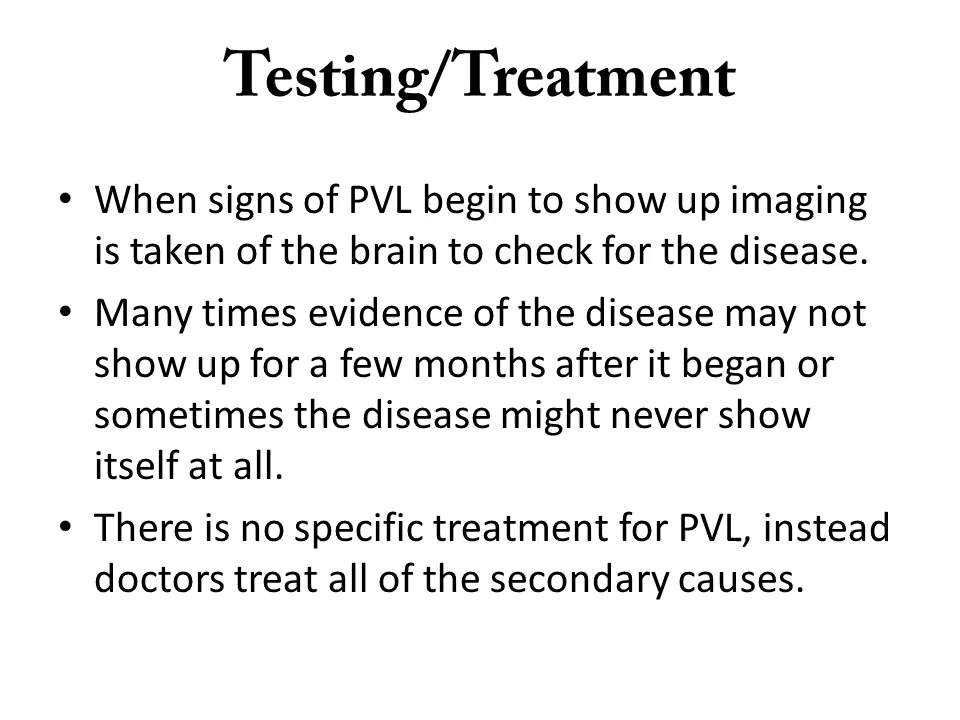 Testing/Treatment
• When signs of PVL begin to show up imaging
is taken of the brain to check for the disease.
• Many times evidence of the disease may not
show up for a few months after it began or
sometimes the disease might never show
itself at all.
• There is no specific treatment for PVL, instead
doctors treat all of the secondary causes.